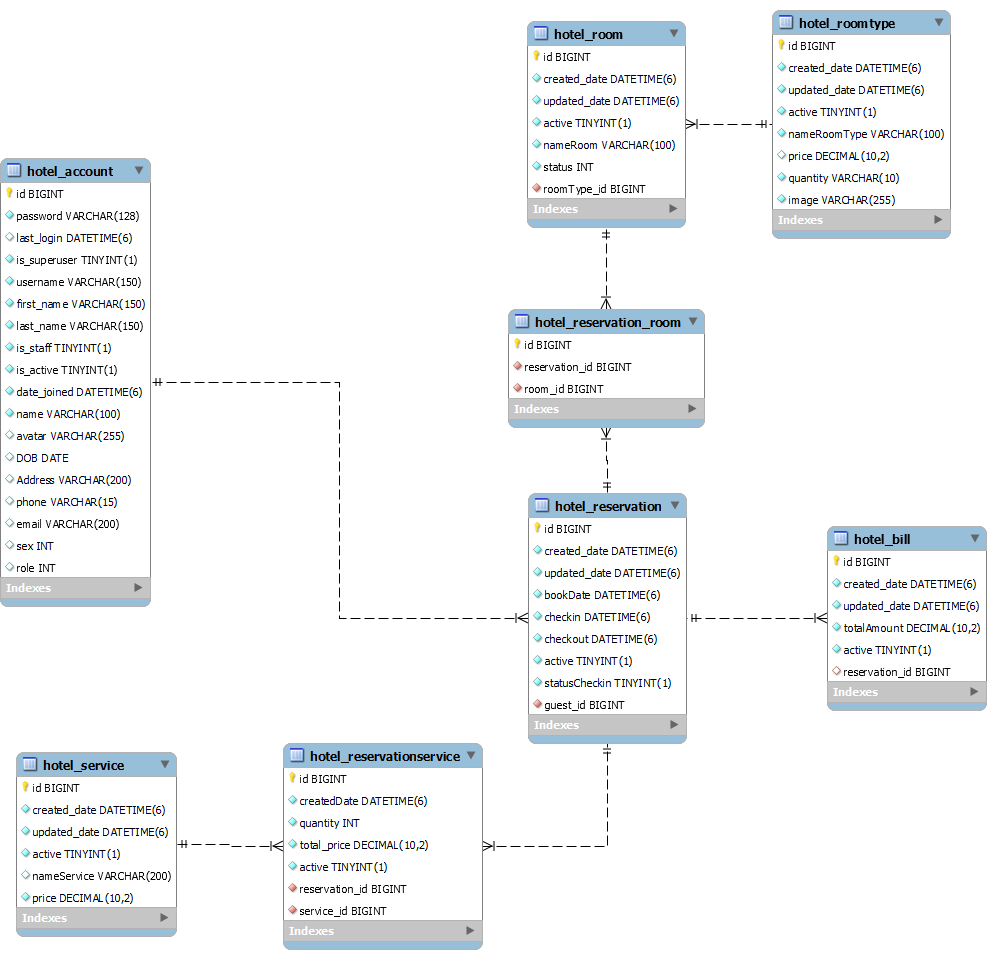 hotel_room
id BIGINT
created_date DATETIME(6)
updated_date DATETIME(6)
active TINYINT(1)
nameRoom VARCHAR(100)
status INT
roomType_id BIGINT
Indexes
hotel_roomtype
id BIGINT
created_date DATETIME(6)
updated_date DATETIME(6)
active TINYINT(1)
nameRoomType VARCHAR(100)
price DECIMAL(10,2)
quantity VARCHAR(10)
image VARCHAR(255)
Indexes
hotel_account
id BIGINT
password VARCHAR(128)
last_login DATETIME(6)
is_superuser TINYINT(1)
username VARCHAR(150)
first_name VARCHAR(150)
last_name VARCHAR(150)
is_staff TINYINT(1)
is_active TINYINT(1)
date_joined DATETIME(6)
name VARCHAR(100)
avatar VARCHAR(255)
DOB DATE
Address VARCHAR(200)
phone VARCHAR(15)
email VARCHAR(200)
sex INT
role INT
Indexes
hotel_reservation_room
id BIGINT
reservation_id BIGINT
room_id BIGINT
Indexes
hotel_reservation
id BIGINT
created_date DATETIME(6)
updated_date DATETIME(6)
bookDate DATETIME(6)
checkin DATETIME(6)
checkout DATETIME(6)
active TINYINT(1)
statusCheckin TINYINT(1)
guest_id BIGINT
Indexes
hotel_bill
id BIGINT
created_date DATETIME(6)
updated_date DATETIME(6)
totalAmount DECIMAL(10,2)
active TINYINT(1)
reservation_id BIGINT
Indexes
hotel_service
id BIGINT
created_date DATETIME(6)
updated_date DATETIME(6)
active TINYINT(1)
nameService VARCHAR(200)
price DECIMAL(10,2)
Indexes
hotel_reservationservice
id BIGINT
createdDate DATETIME(6)
quantity INT
total_price DECIMAL(10,2)
active TINYINT(1)
reservation_id BIGINT
service_id BIGINT
Indexes